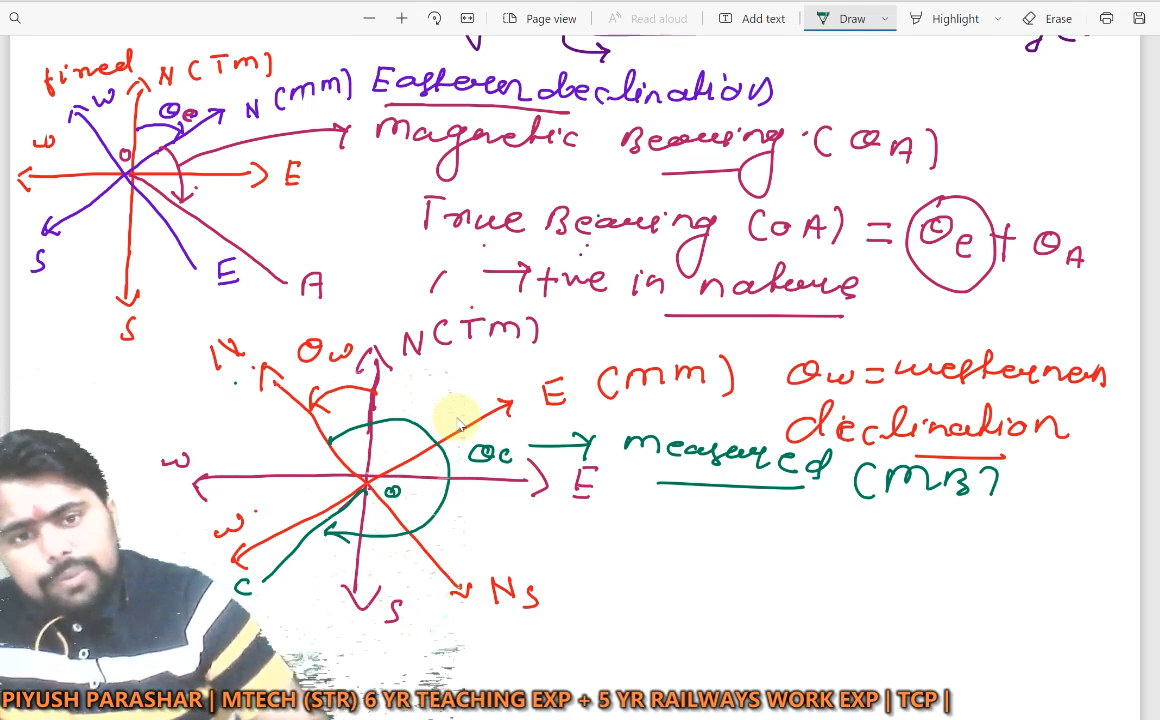 Page view
Read aloud
Add text
Draw
Highlight
Erase
fixed
N (Tm)
W
θe
N (MM)
Eastern declination
W
O
E
Magnetic Bearing (θA)
True Bearing (OA) = θe + θA
S
E
A
→ +ve in nature
S
N
θw
N (Tm)
E (MM)
θw = western
declination
θc → measured (MB)
W
E
O
W
C
S
NS
PIYUSH PARASHAR | MTECH (STR) 6 YR TEACHING EXP + 5 YR RAILWAYS WORK EXP | TCP |